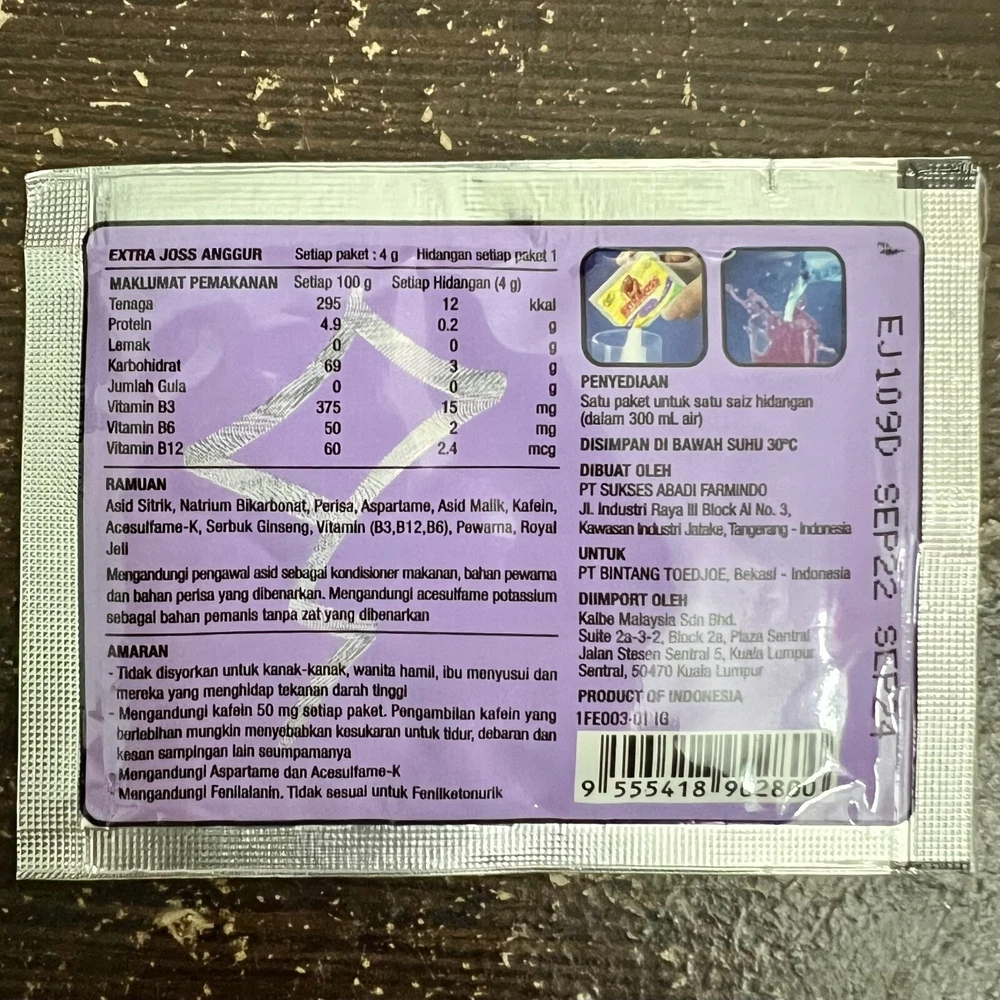 EXTRA JOSS ANGGUR Setiap paket : 4 g Hidangan setiap paket 1
MAKLUMAT PEMAKANAN Setiap 100 g Setiap Hidangan (4 g)
Tenaga 295 12 kkal
Protein 4.9 0.2 g
Lemak 0 0 g
Karbohidrat 69 3 g
Jumlah Gula 0 0 g
Vitamin B3 375 15 mg
Vitamin B6 50 2 mg
Vitamin B12 60 2.4 mcg
RAMUAN
Asid Sitrik, Natrium Bikarbonat, Perisa, Aspartame, Asid Malik, Kafein,
Acesulfame-K, Serbuk Ginseng, Vitamin (B3,B12,B6), Pewarna, Royal
Jeli
Mengandungi pengawal asid sebagai kondisioner makanan, bahan pewarna
dan bahan perisa yang dibenarkan. Mengandungi acesulfame potassium
sebagai bahan pemanis tanpa zat yang dibenarkan
AMARAN
- Tidak disyorkan untuk kanak-kanak, wanita hamil, ibu menyusui dan
mereka yang menghidap tekanan darah tinggi
- Mengandungi kafein 50 mg setiap paket. Pengambilan kafein yang
berlebihan mungkin menyebabkan kesukaran untuk tidur, debaran dan
kesan sampingan lain seumpamanya
- Mengandungi Aspartame dan Acesulfame-K
- Mengandungi Fenilalanin. Tidak sesuai untuk Fenilketonurik
PENYEDIAAN
Satu paket untuk satu saiz hidangan
(dalam 300 mL air)
DISIMPAN DI BAWAH SUHU 30°C
DIBUAT OLEH
PT SUKSES ABADI FARMINDO
Jl. Industri Raya III Block AI No. 3,
Kawasan Industri Jatake, Tangerang - Indonesia
UNTUK
PT BINTANG TOEDJOE, Bekasi - Indonesia
DIIMPORT OLEH
Kalbe Malaysia Sdn Bhd.
Suite 2a-3-2, Block 2a, Plaza Sentral
Jalan Stesen Sentral 5, Kuala Lumpur
Sentral, 50470 Kuala Lumpur
PRODUCT OF INDONESIA
9 555418
EJ109D SEP22 SEP24